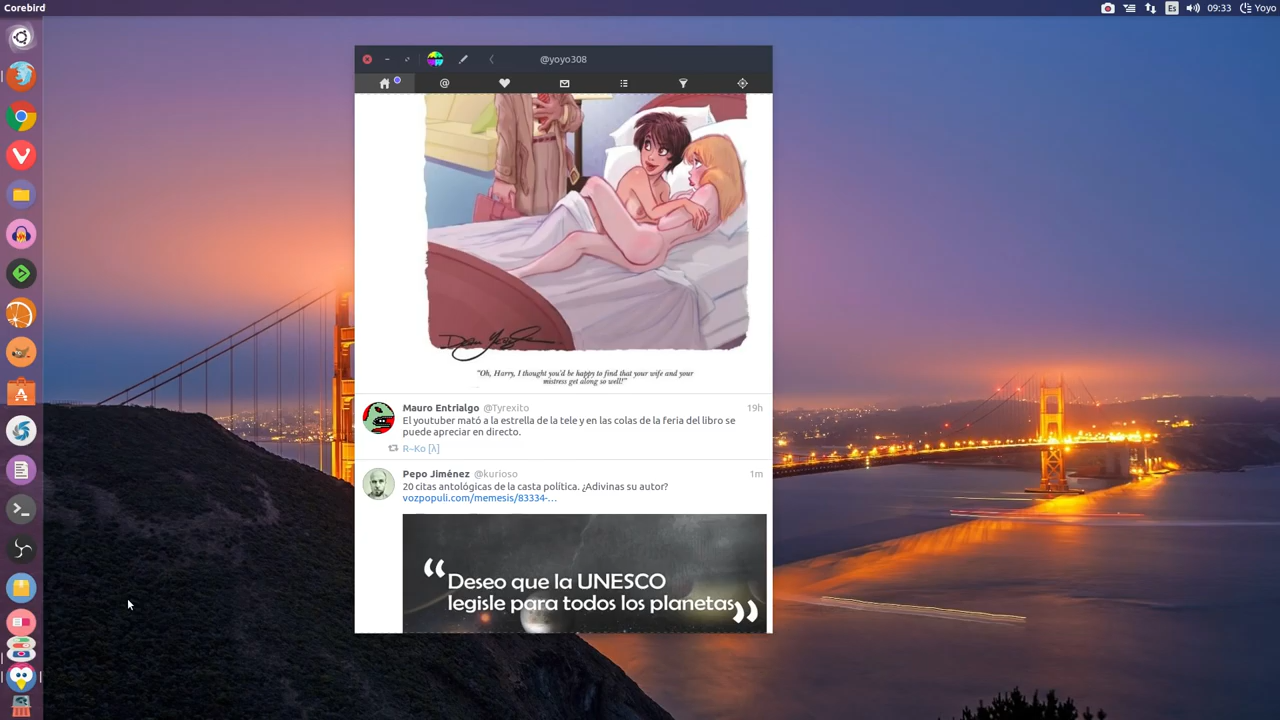 Corebird
Es
09:33
Yoyo
@yoyo308
"Oh, Harry, I thought you'd be happy to find that your wife and your
mistress get along so well!"
Mauro Entrialgo @Tyrexito 19h
El youtuber mató a la estrella de la tele y en las colas de la feria del libro se
puede apreciar en directo.
R~Ko [λ]
Pepo Jiménez @kurioso 1m
20 citas antológicas de la casta política. ¿Adivinas su autor?
vozpopuli.com/memesis/83334-…
“Deseo que la UNESCO
legisle para todos los planetas”